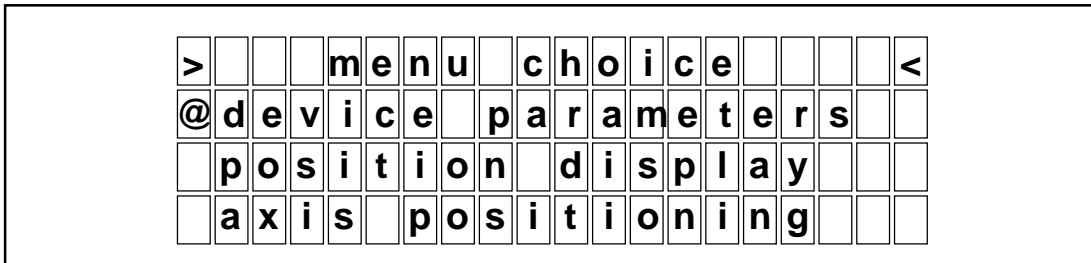 >   menu choice    <
@device parameters
 position display
 axis positioning